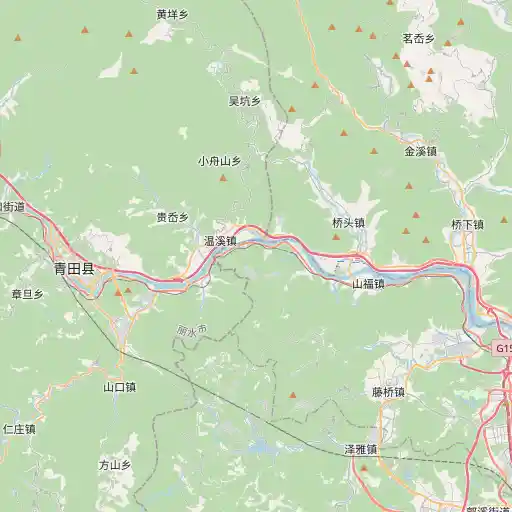 黄垟乡
茗岙乡
吴坑乡
金溪镇
小舟山乡
贵岙乡
桥头镇
桥下镇
温溪镇
青田县
山福镇
章旦乡
丽水市
G15
山口镇
藤桥镇
仁庄镇
泽雅镇
方山乡
街道